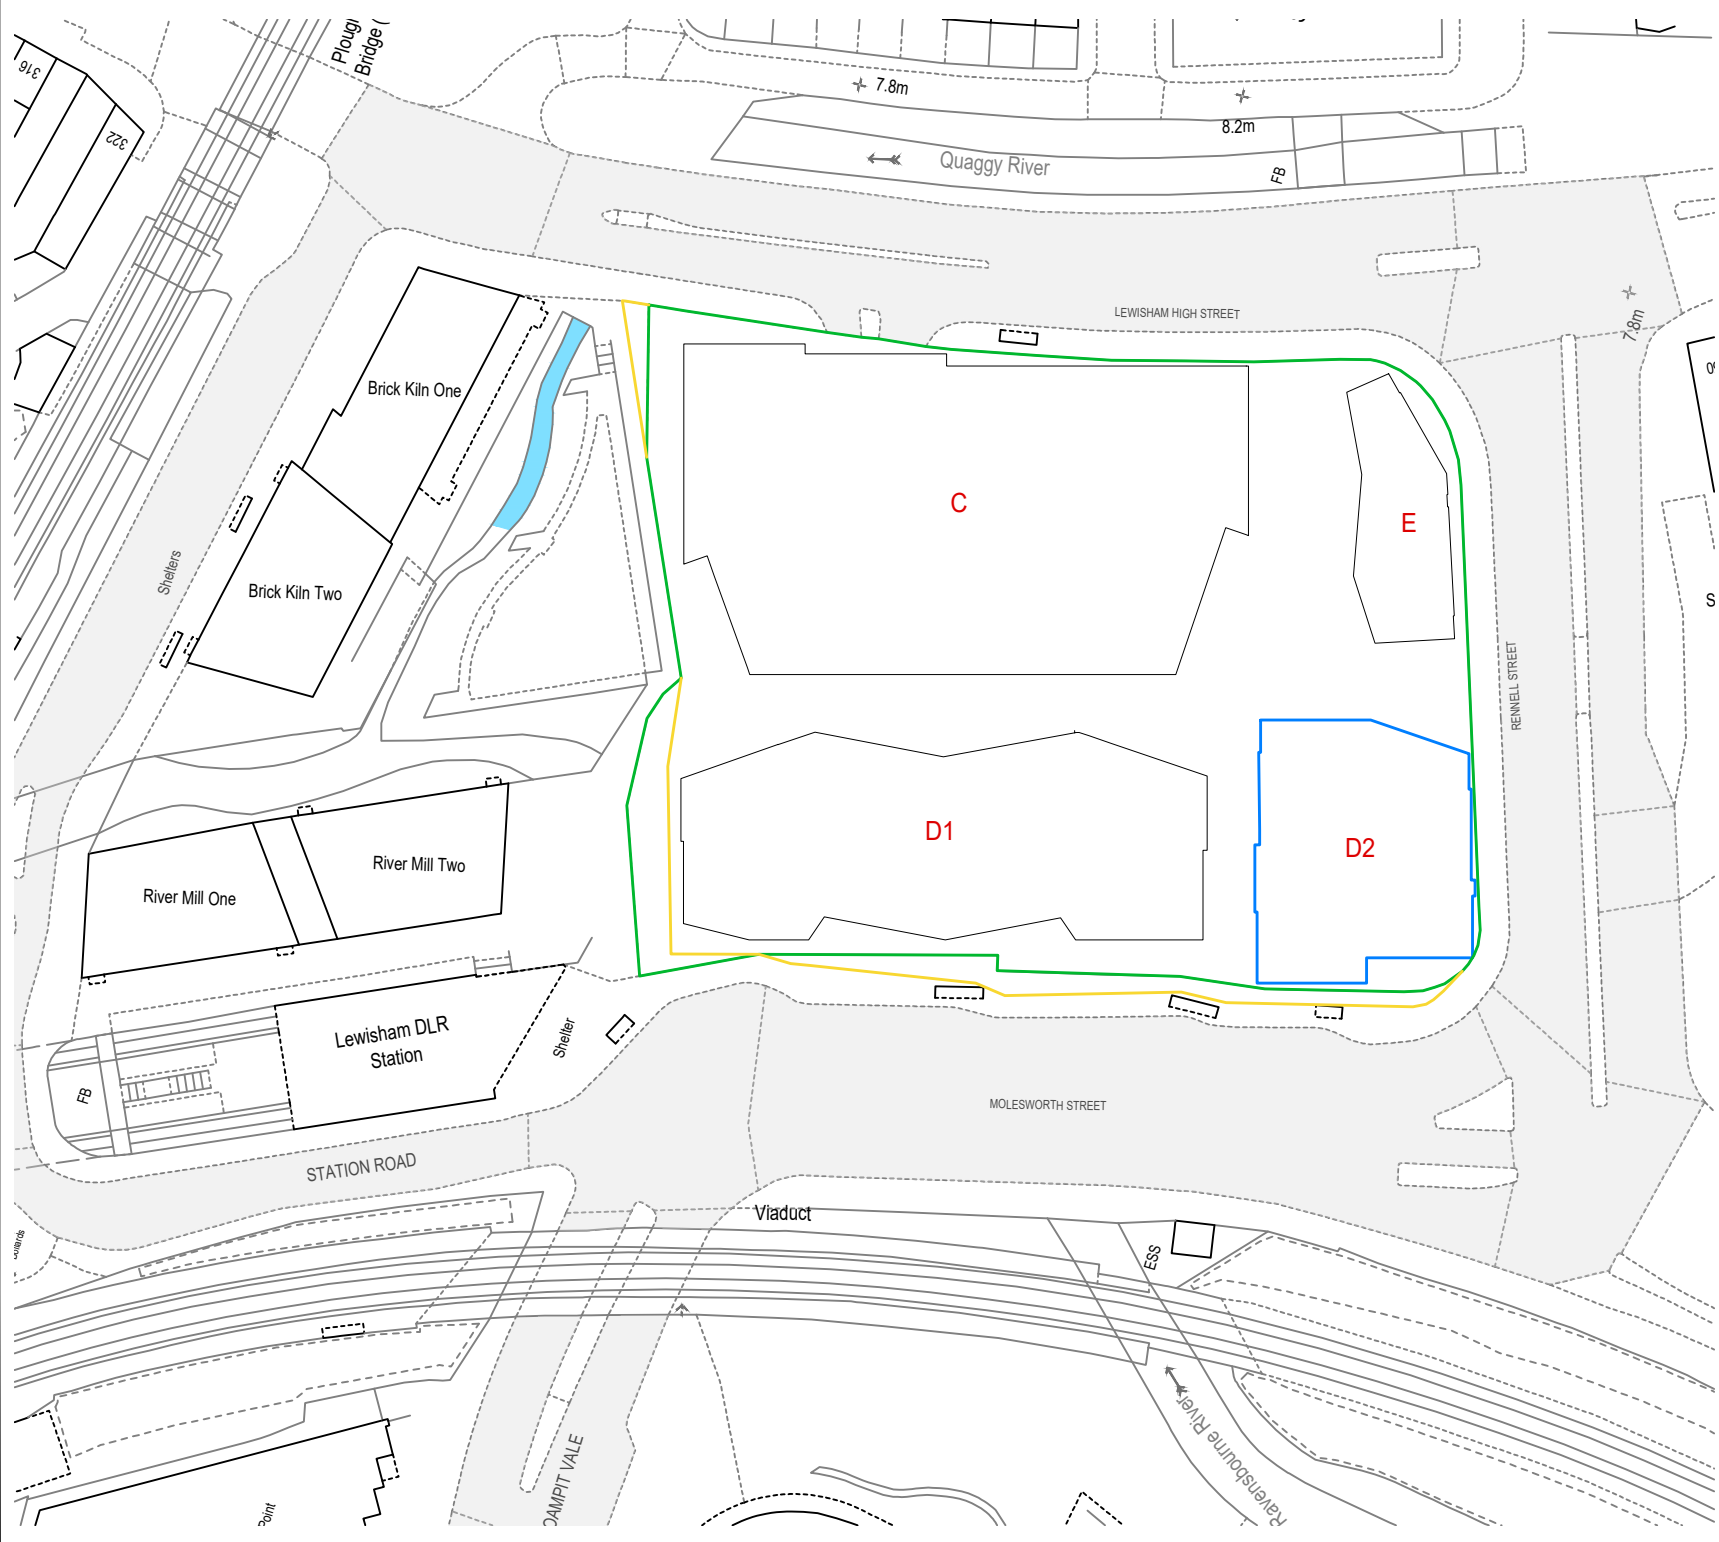 316
322
Bridge (
7.8m
8.2m
Quaggy River
FB
LEWISHAM HIGH STREET
7.8m
Brick Kiln One
C
E
Shelters
Brick Kiln Two
RENNELL STREET
D1
D2
River Mill Two
River Mill One
Lewisham DLR
Station
Shelter
FB
MOLESWORTH STREET
STATION ROAD
Viaduct
ESS
Ravensbourne River
Point